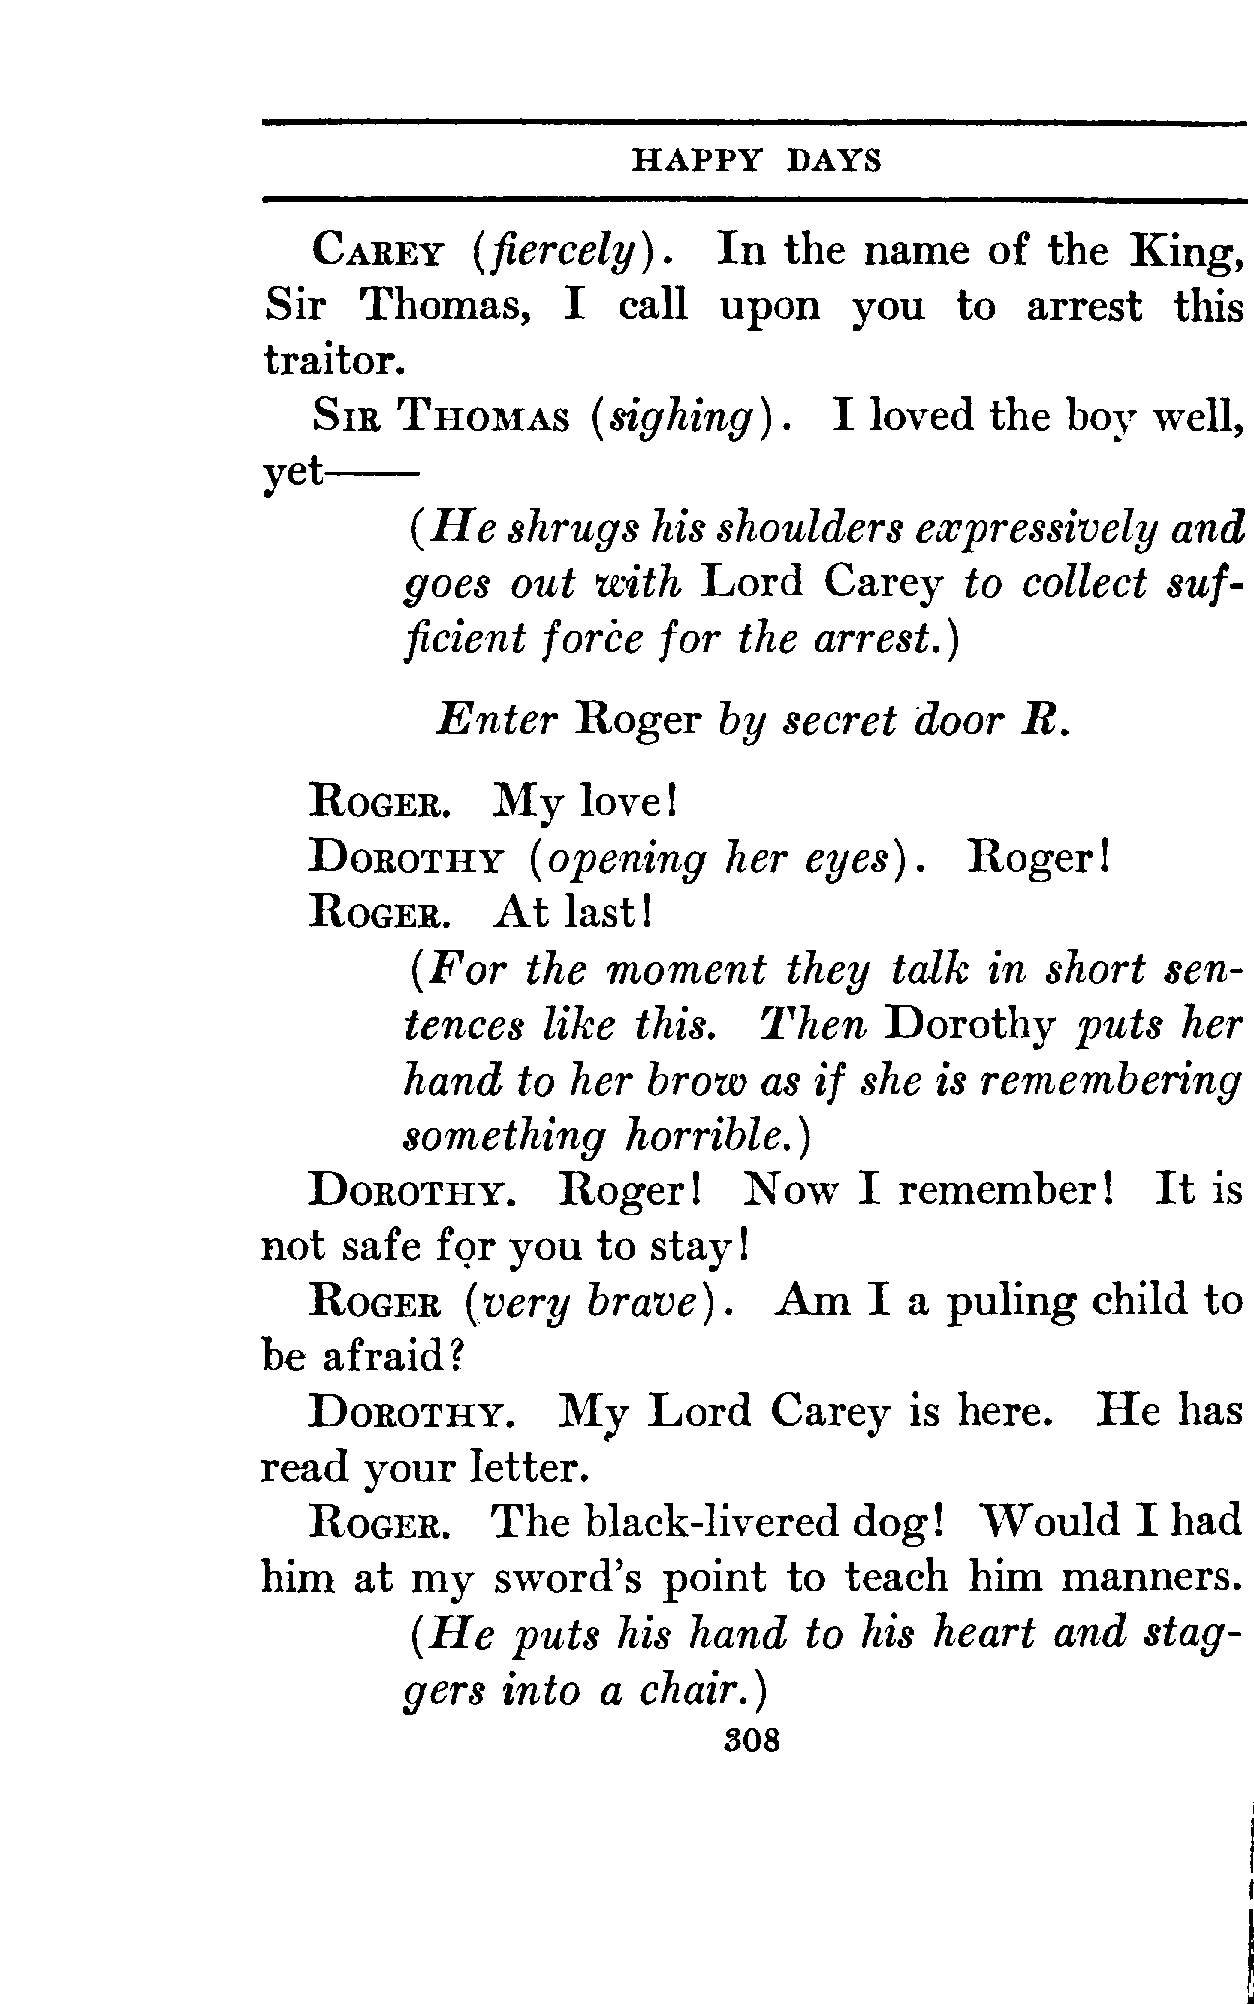 HAPPY DAYS
CAREY (fiercely). In the name of the King,
Sir Thomas, I call upon you to arrest this
traitor.
SIR THOMAS (sighing). I loved the boy well,
yet——
(He shrugs his shoulders expressively and
goes out with Lord Carey to collect suf-
ficient force for the arrest.)
Enter Roger by secret door R.
ROGER. My love!
DOROTHY (opening her eyes). Roger!
ROGER. At last!
(For the moment they talk in short sen-
tences like this. Then Dorothy puts her
hand to her brow as if she is remembering
something horrible.)
DOROTHY. Roger! Now I remember! It is
not safe for you to stay!
ROGER (very brave). Am I a puling child to
be afraid?
DOROTHY. My Lord Carey is here. He has
read your letter.
ROGER. The black-livered dog! Would I had
him at my sword's point to teach him manners.
(He puts his hand to his heart and stag-
gers into a chair.)
308